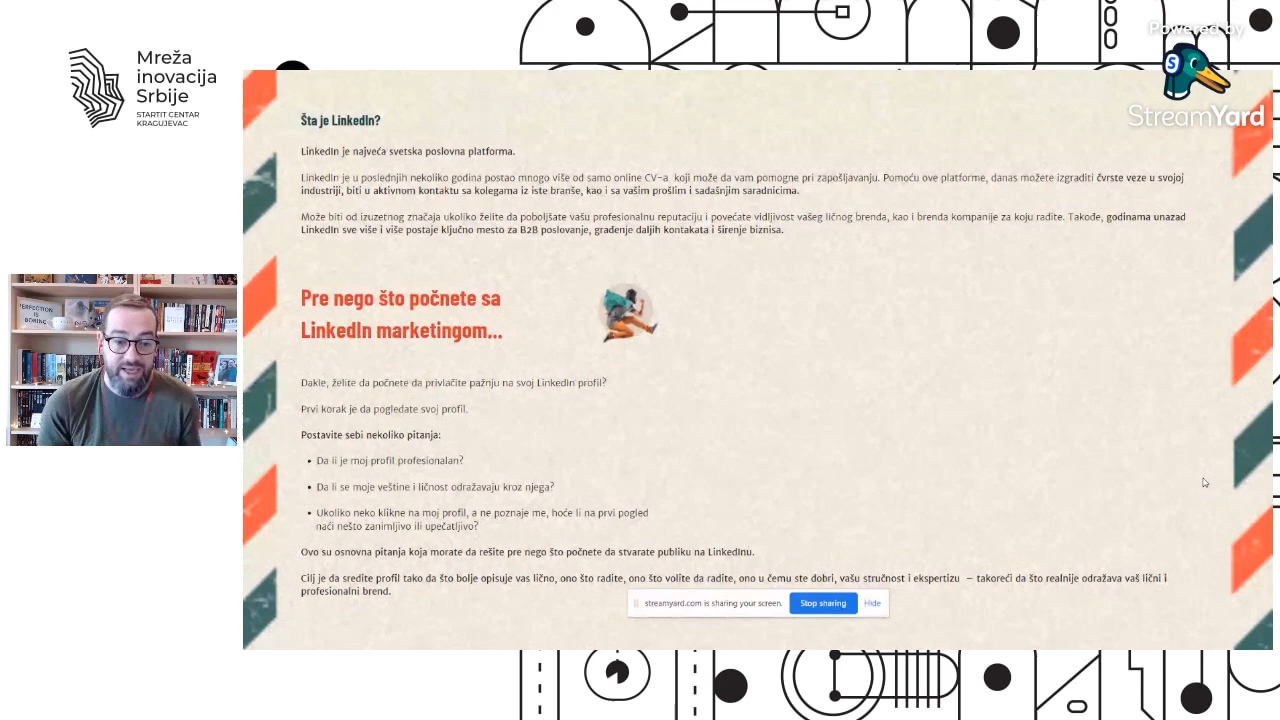 Mreža
inovacija
Srbije
STARTIT CENTAR
KRAGUJEVAC
Powered by
StreamYard
PERFECTION
IS
BORING
Šta je LinkedIn?
LinkedIn je najveća svetska poslovna platforma.
LinkedIn je u poslednjih nekoliko godina postao mnogo više od samo online CV-a koji može da vam pomogne pri zapošljavanju. Pomoću ove platforme, danas možete izgraditi čvrste veze u svojoj
industriji, biti u aktivnom kontaktu sa kolegama iz iste branše, kao i sa vašim prošlim i sadašnjim saradnicima.
Može biti od izuzetnog značaja ukoliko želite da poboljšate vašu profesionalnu reputaciju i povećate vidljivost vašeg ličnog brenda, kao i brenda kompanije za koju radite. Takođe, godinama unazad
LinkedIn sve više i više postaje ključno mesto za B2B poslovanje, građenje daljih kontakata i širenje biznisa.
Pre nego što počnete sa
LinkedIn marketingom...
Dakle, želite da počnete da privlačite pažnju na svoj LinkedIn profil?
Prvi korak je da pogledate svoj profil.
Postavite sebi nekoliko pitanja:
• Da li je moj profil profesionalan?
• Da li se moje veštine i ličnost odražavaju kroz njega?
• Ukoliko neko klikne na moj profil, a ne poznaje me, hoće li na prvi pogled
naći nešto zanimljivo ili upečatljivo?
Ovo su osnovna pitanja koja morate da rešite pre nego što počnete da stvarate publiku na LinkedInu.
Cilj je da sredite profil tako da što bolje opisuje vas lično, ono što radite, ono što volite da radite, ono u čemu ste dobri, vašu stručnost i ekspertizu – takoreći da što realnije odražava vaš lični i
profesionalni brend.
streamyard.com is sharing your screen.
Stop sharing
Hide